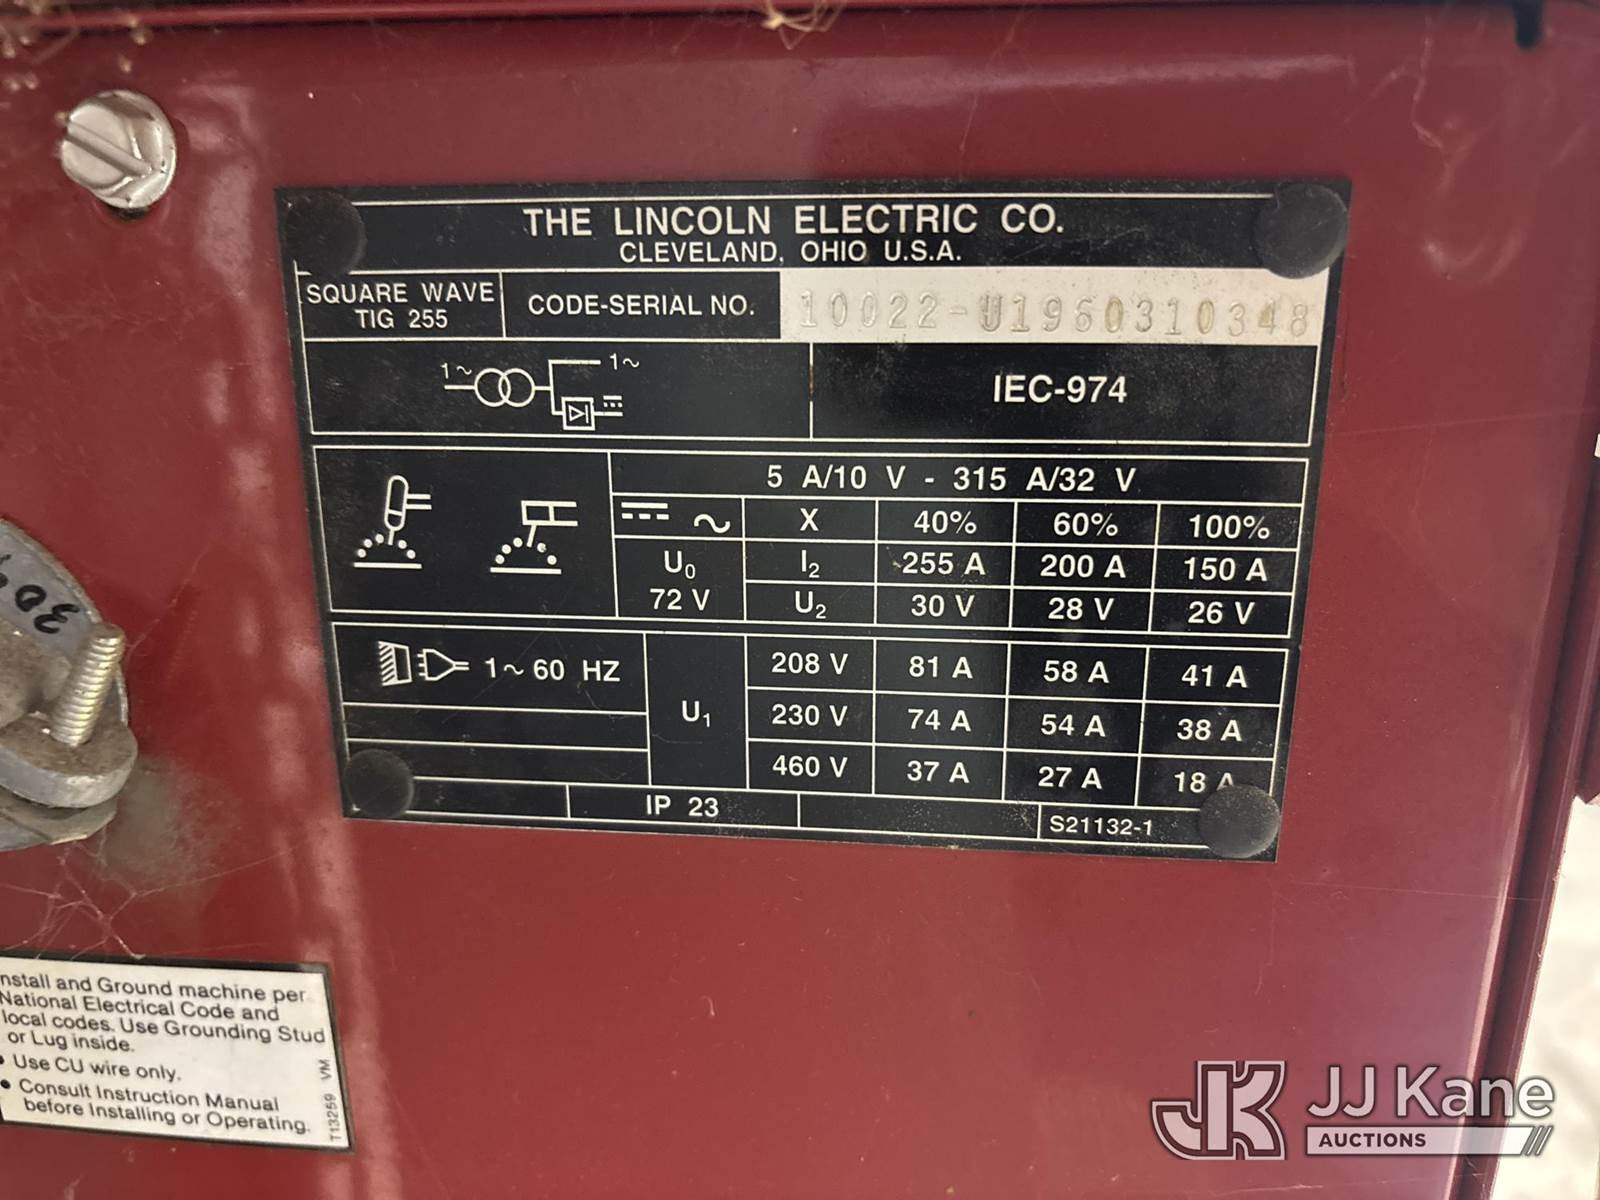 THE LINCOLN ELECTRIC CO.
CLEVELAND, OHIO U.S.A.
SQUARE WAVE
TIG 255
CODE-SERIAL NO.
10022-U1960310348
1~
1~
IEC-974
5 A/10 V - 315 A/32 V
X 40% 60% 100%
U0
72 V
I2 255 A 200 A 150 A
U2 30 V 28 V 26 V
1~ 60 HZ
U1
208 V 81 A 58 A 41 A
230 V 74 A 54 A 38 A
460 V 37 A 27 A 18 A
IP 23
S21132-1
nstall and Ground machine per
National Electrical Code and
local codes. Use Grounding Stud
or Lug inside.
• Use CU wire only.
• Consult Instruction Manual
before Installing or Operating.
T13259 VM
JK JJ Kane
AUCTIONS